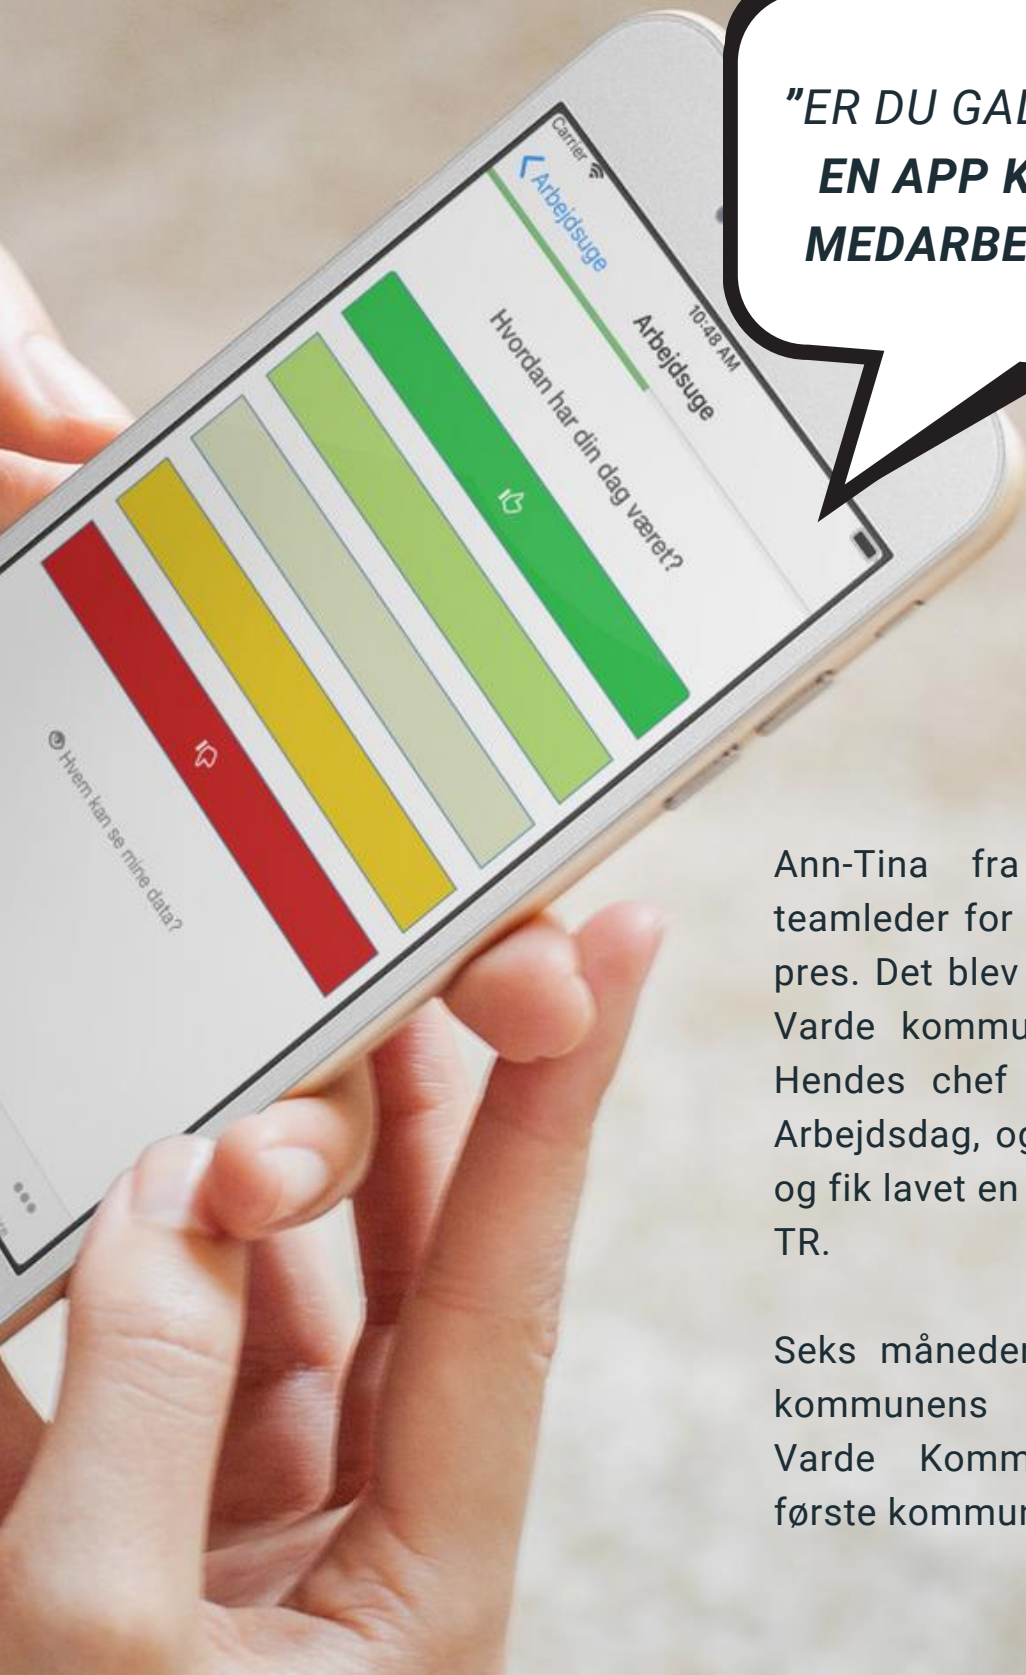 "ER DU GAL
EN APP K
MEDARBE
Carrier 10:48 AM
Arbejdsuge Arbejdsuge
Hvordan har din dag været?
Hvem kan se mine data?
Ann-Tina fra
teamleder for
pres. Det blev
Varde kommu
Hendes chef
Arbejdsdag, og
og fik lavet en
TR.
Seks måneder
kommunens
Varde Komm
første kommun